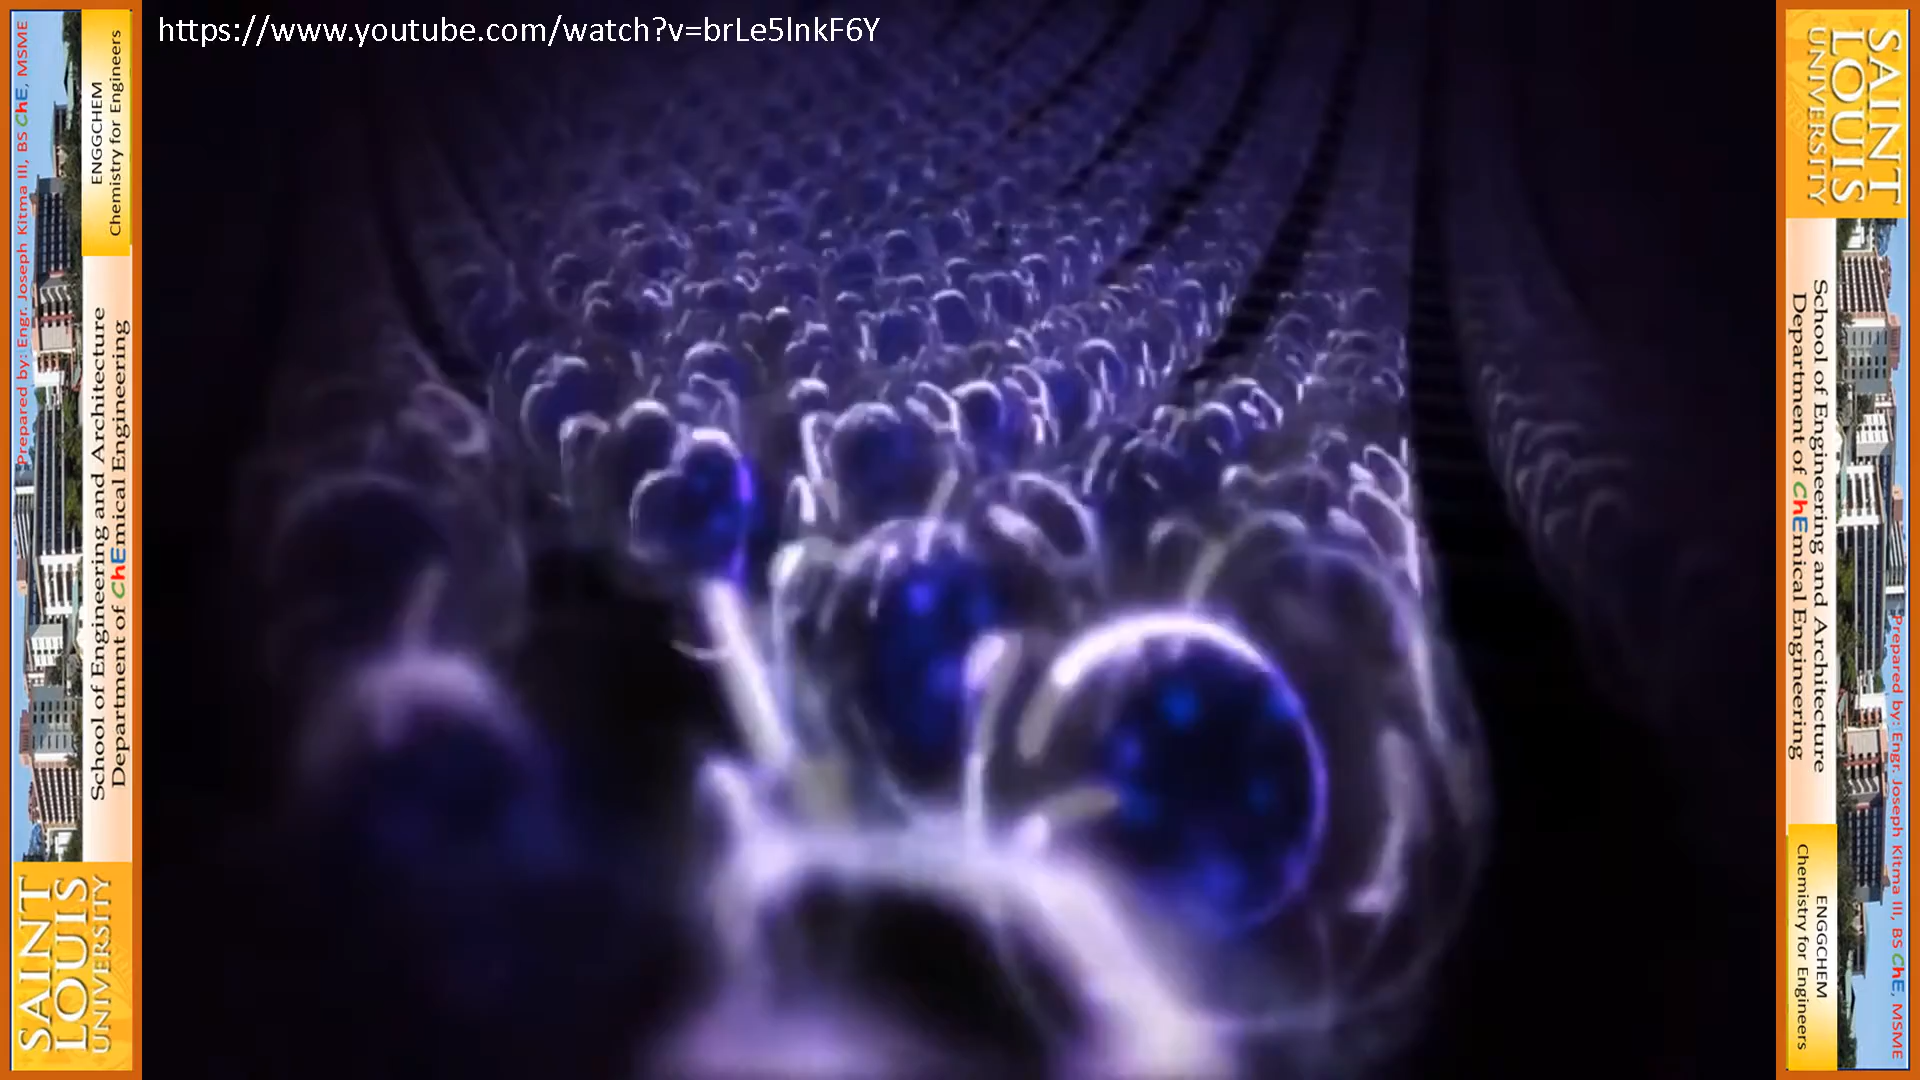 https://www.youtube.com/watch?v=brLe5lnkF6Y
Prepared by: Engr. Joseph Kitma III, BS ChE, MSME
ENGGCHEM
Chemistry for Engineers
School of Engineering and Architecture
Department of ChEmical Engineering
SAINT
LOUIS
UNIVERSITY
SAINT
LOUIS
UNIVERSITY
School of Engineering and Architecture
Department of ChEmical Engineering
ENGGCHEM
Chemistry for Engineers
Prepared by: Engr. Joseph Kitma III, BS ChE, MSME